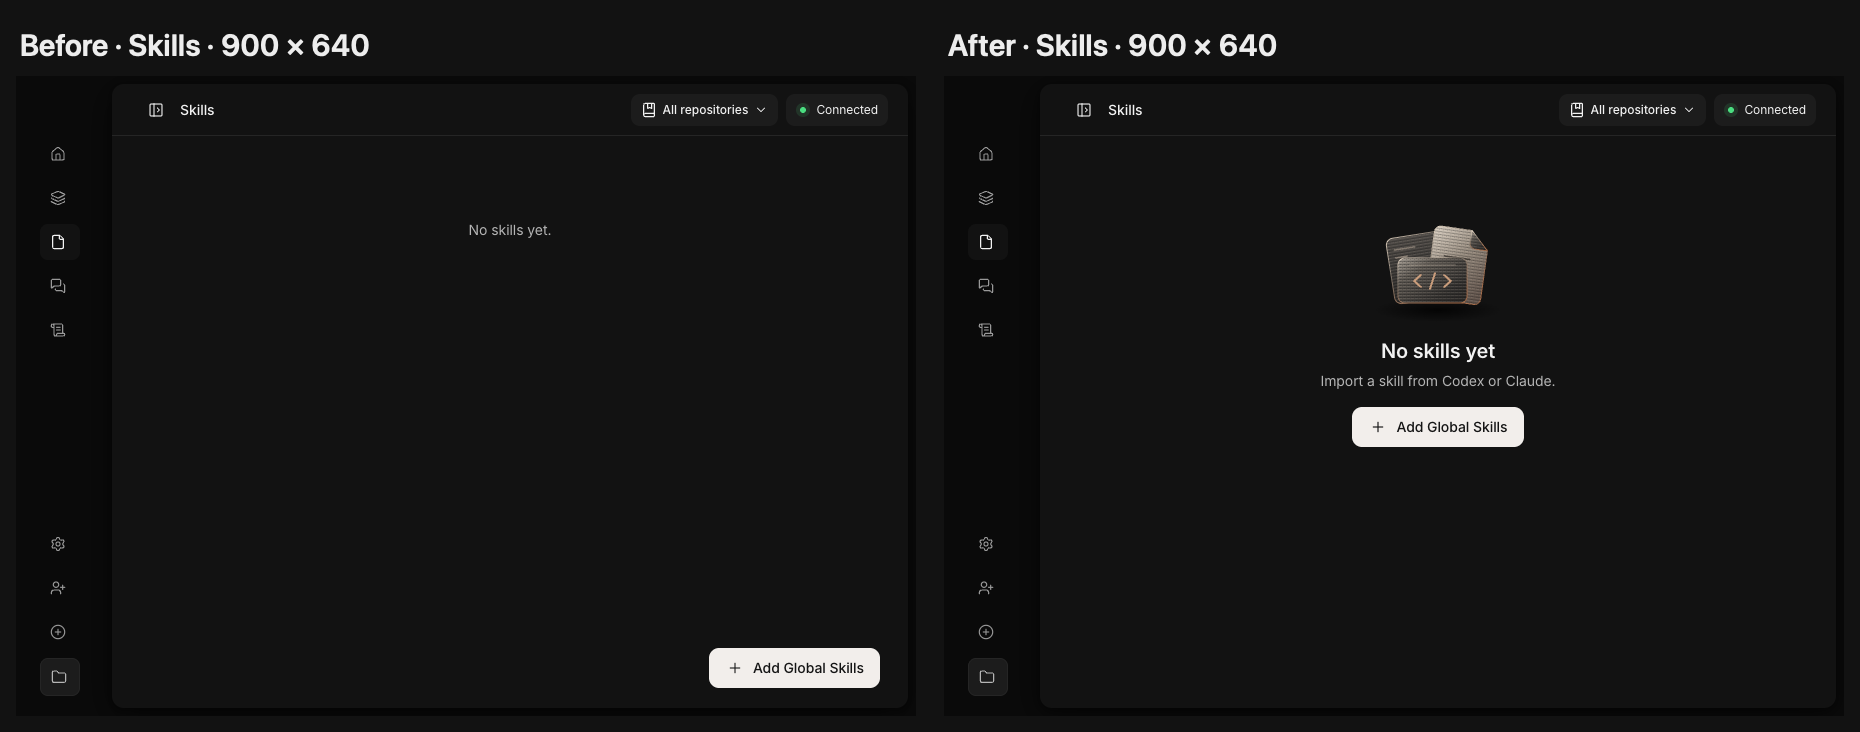 Before · Skills · 900 × 640
Skills
All repositories
Connected
No skills yet.
Add Global Skills
After · Skills · 900 × 640
Skills
All repositories
Connected
</>
No skills yet
Import a skill from Codex or Claude.
Add Global Skills